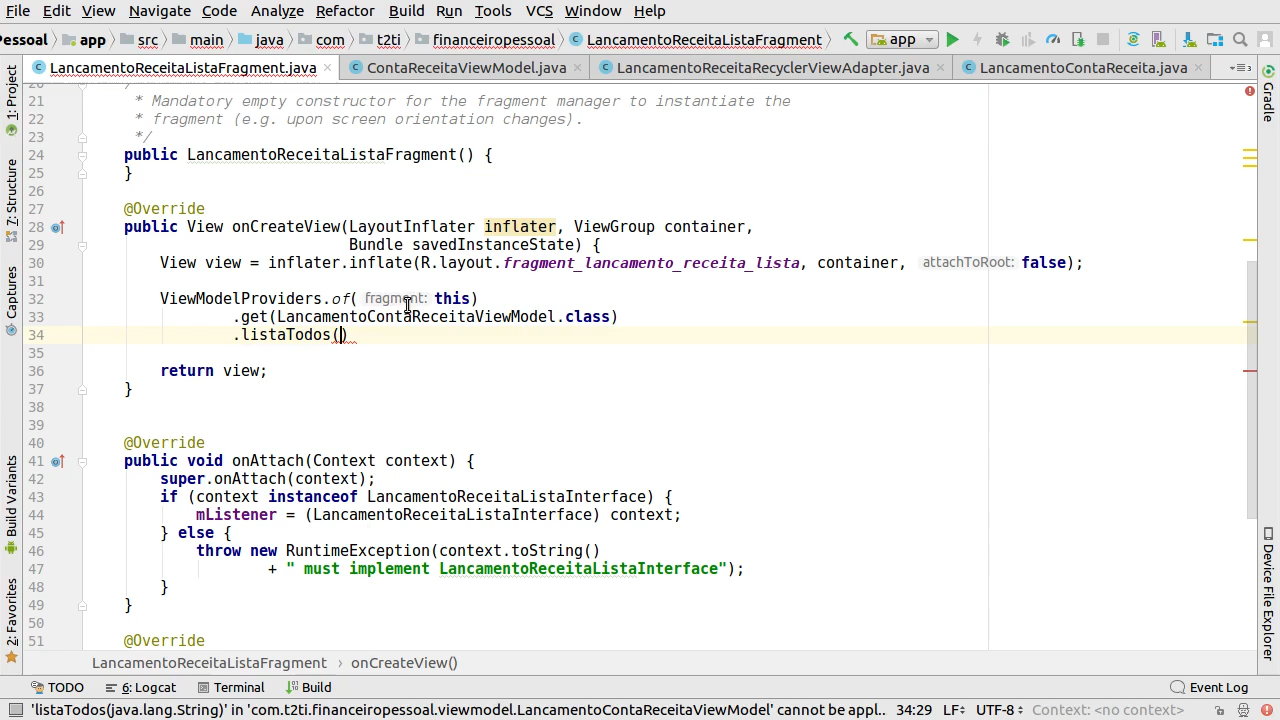 File Edit View Navigate Code Analyze Refactor Build Run Tools VCS Window Help
Pessoal app src main java com t2ti financeiropessoal LancamentoReceitaListaFragment app
LancamentoReceitaListaFragment.java ContaReceitaViewModel.java LancamentoReceitaRecyclerViewAdapter.java LancamentoContaReceita.java
1: Project
7: Structure
Captures
Build Variants
2: Favorites
20 /**
21 * Mandatory empty constructor for the fragment manager to instantiate the
22 * fragment (e.g. upon screen orientation changes).
23 */
24 public LancamentoReceitaListaFragment() {
25 }
26
27 @Override
28 public View onCreateView(LayoutInflater inflater, ViewGroup container,
29 Bundle savedInstanceState) {
30 View view = inflater.inflate(R.layout.fragment_lancamento_receita_lista, container, attachToRoot: false);
31
32 ViewModelProviders.of( fragment: this)
33 .get(LancamentoContaReceitaViewModel.class)
34 .listaTodos()
35
36 return view;
37 }
38
39
40 @Override
41 public void onAttach(Context context) {
42 super.onAttach(context);
43 if (context instanceof LancamentoReceitaListaInterface) {
44 mListener = (LancamentoReceitaListaInterface) context;
45 } else {
46 throw new RuntimeException(context.toString()
47 + " must implement LancamentoReceitaListaInterface");
48 }
49 }
50
51 @Override
Gradle
Device File Explorer
LancamentoReceitaListaFragment › onCreateView()
TODO 6: Logcat Terminal Build Event Log
'listaTodos(java.lang.String)' in 'com.t2ti.financeiropessoal.viewmodel.LancamentoContaReceitaViewModel' cannot be appl.. 34:29 LF UTF-8 Context: <no context>